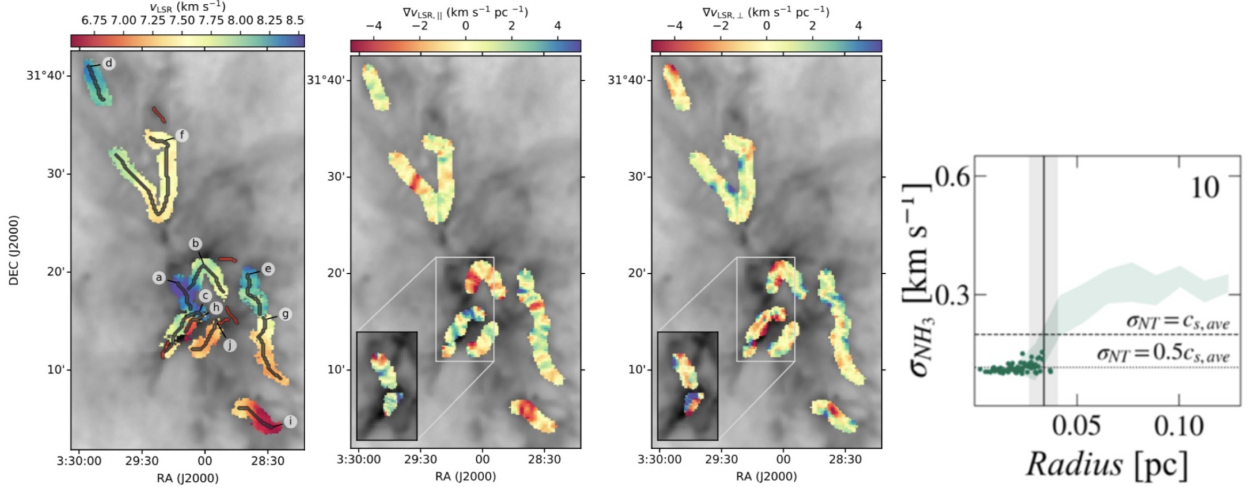 v_LSR (km s⁻¹)
6.75 7.00 7.25 7.50 7.75 8.00 8.25 8.5
∇v_LSR,|| (km s⁻¹ pc⁻¹)
−4 −2 0 2 4
∇v_LSR,⊥ (km s⁻¹ pc⁻¹)
−4 −2 0 2 4
DEC (J2000)
31°40'
30'
20'
10'
d
f
b
a
e
c
h
g
j
i
3:30:00 29:30 00 28:30
RA (J2000)
31°40'
30'
20'
10'
3:30:00 29:30 00 28:30
RA (J2000)
31°40'
30'
20'
10'
3:30:00 29:30 00 28:30
RA (J2000)
σ_NH₃ [km s⁻¹]
0.6
0.3
10
σ_NT = c_s,ave
σ_NT = 0.5c_s,ave
0.05 0.10
Radius [pc]